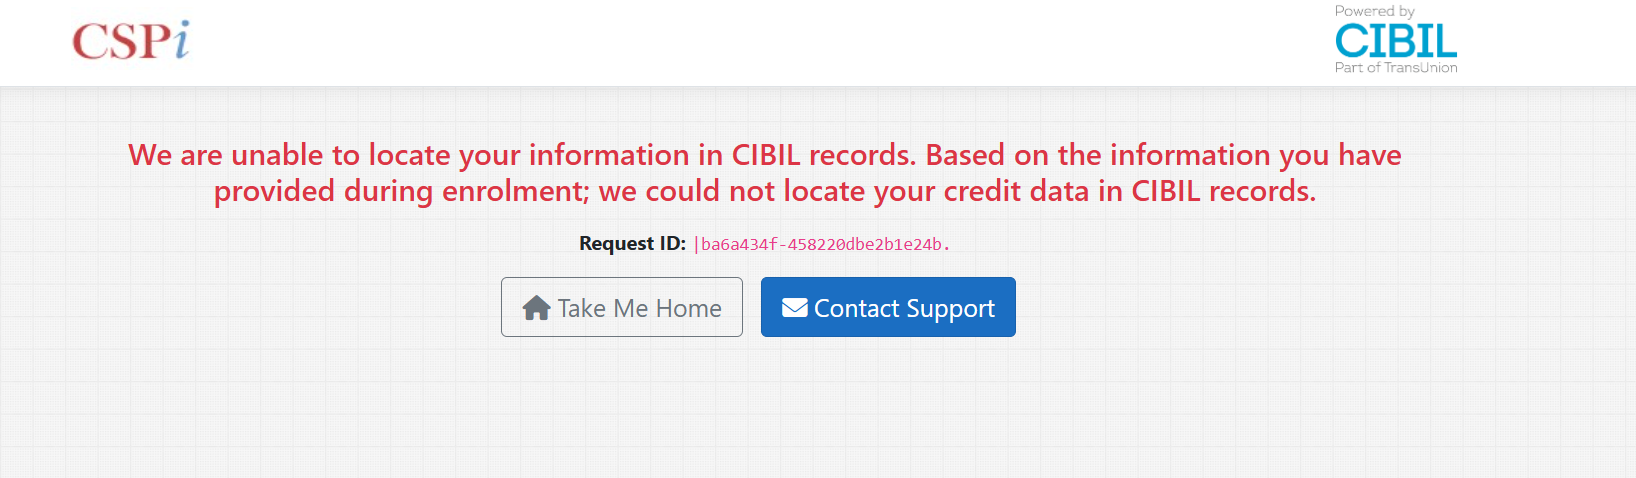 CSPi
Powered by
CIBIL
Part of TransUnion
We are unable to locate your information in CIBIL records. Based on the information you have
provided during enrolment; we could not locate your credit data in CIBIL records.
Request ID: |ba6a434f-458220dbe2b1e24b.
Take Me Home
Contact Support